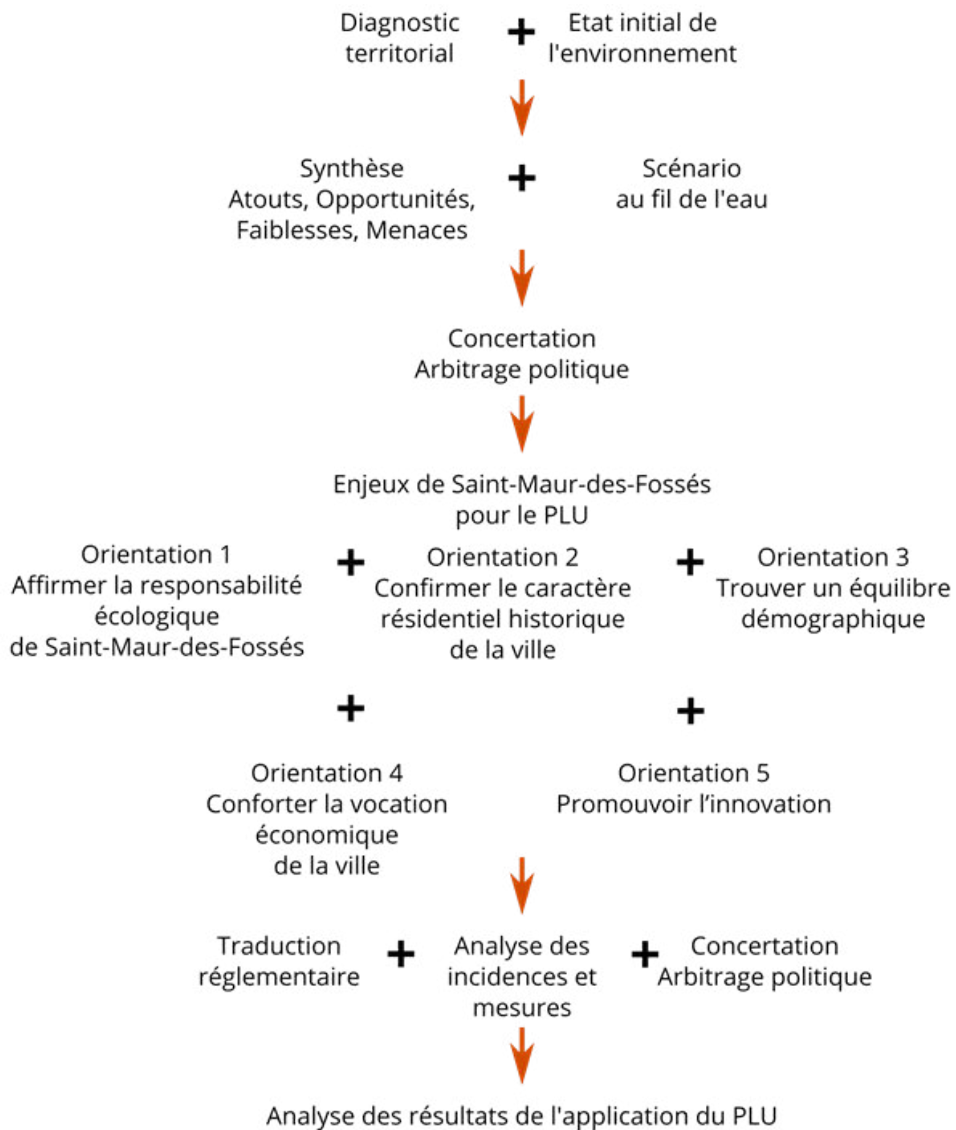 Diagnostic
territorial
+
Etat initial de
l'environnement
Synthèse
Atouts, Opportunités,
Faiblesses, Menaces
+
Scénario
au fil de l'eau
Concertation
Arbitrage politique
Enjeux de Saint-Maur-des-Fossés
pour le PLU
Orientation 1
Affirmer la responsabilité
écologique
de Saint-Maur-des-Fossés
+
Orientation 2
Confirmer le caractère
résidentiel historique
de la ville
+
Orientation 3
Trouver un équilibre
démographique
+
+
Orientation 4
Conforter la vocation
économique
de la ville
Orientation 5
Promouvoir l’innovation
Traduction
réglementaire
+
Analyse des
incidences et
mesures
+
Concertation
Arbitrage politique
Analyse des résultats de l'application du PLU